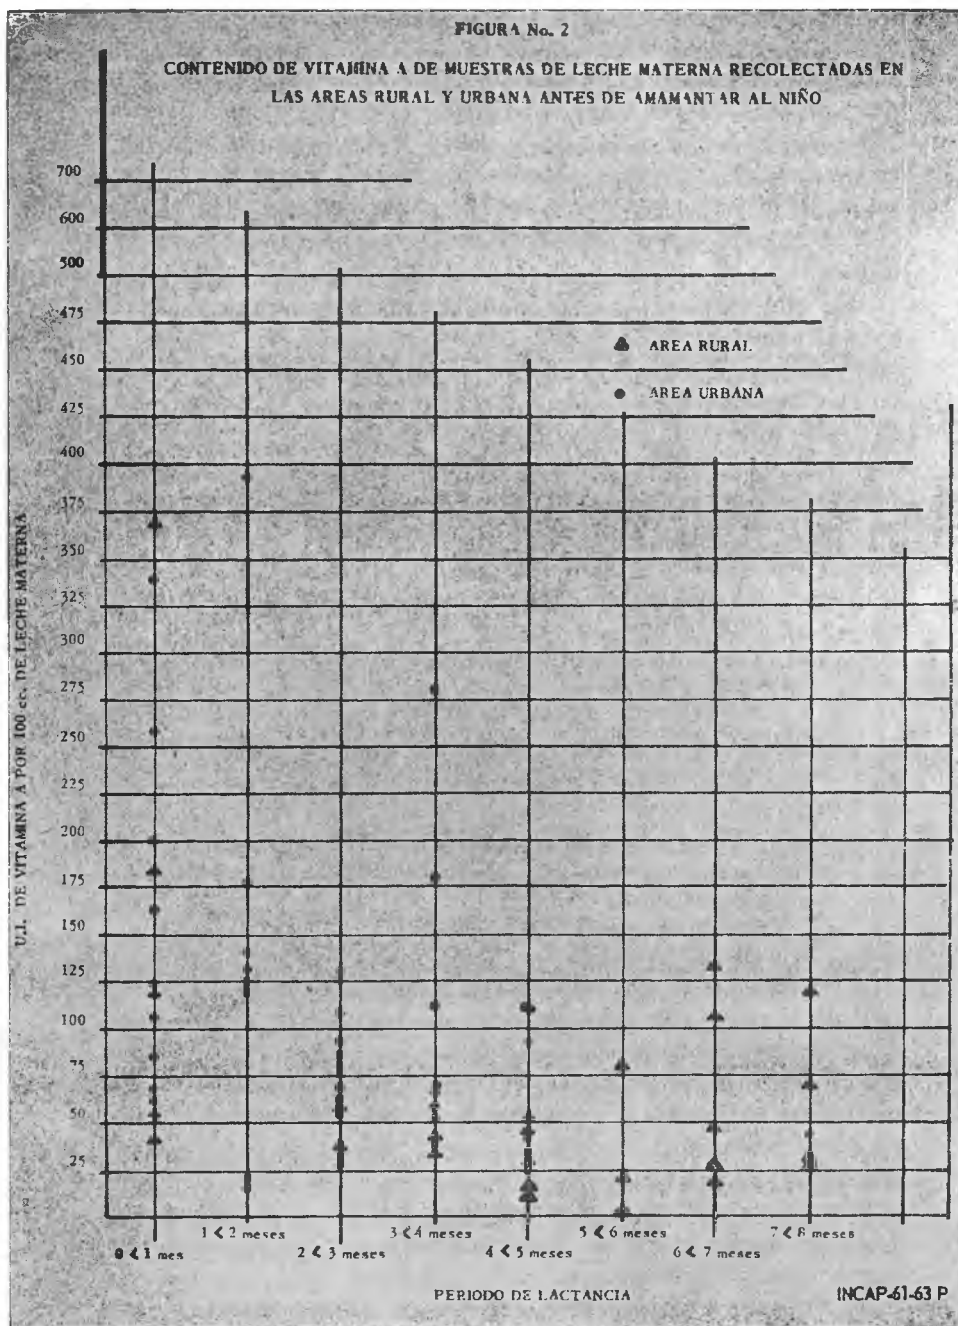 FIGURA No. 2
CONTENIDO DE VITAMINA A DE MUESTRAS DE LECHE MATERNA RECOLECTADAS EN
LAS AREAS RURAL Y URBANA ANTES DE AMAMANTAR AL NIÑO
700
600
500
475
450
425
400
375
350
325
300
275
250
225
200
175
150
125
100
75
50
25
AREA RURAL
AREA URBANA
U.I. DE VITAMINA A POR 100 cc. DE LECHE MATERNA
0 < 1 mes
1 < 2 meses
2 < 3 meses
3 < 4 meses
4 < 5 meses
5 < 6 meses
6 < 7 meses
7 < 8 meses
PERIODO DE LACTANCIA
INCAP-61-63 P